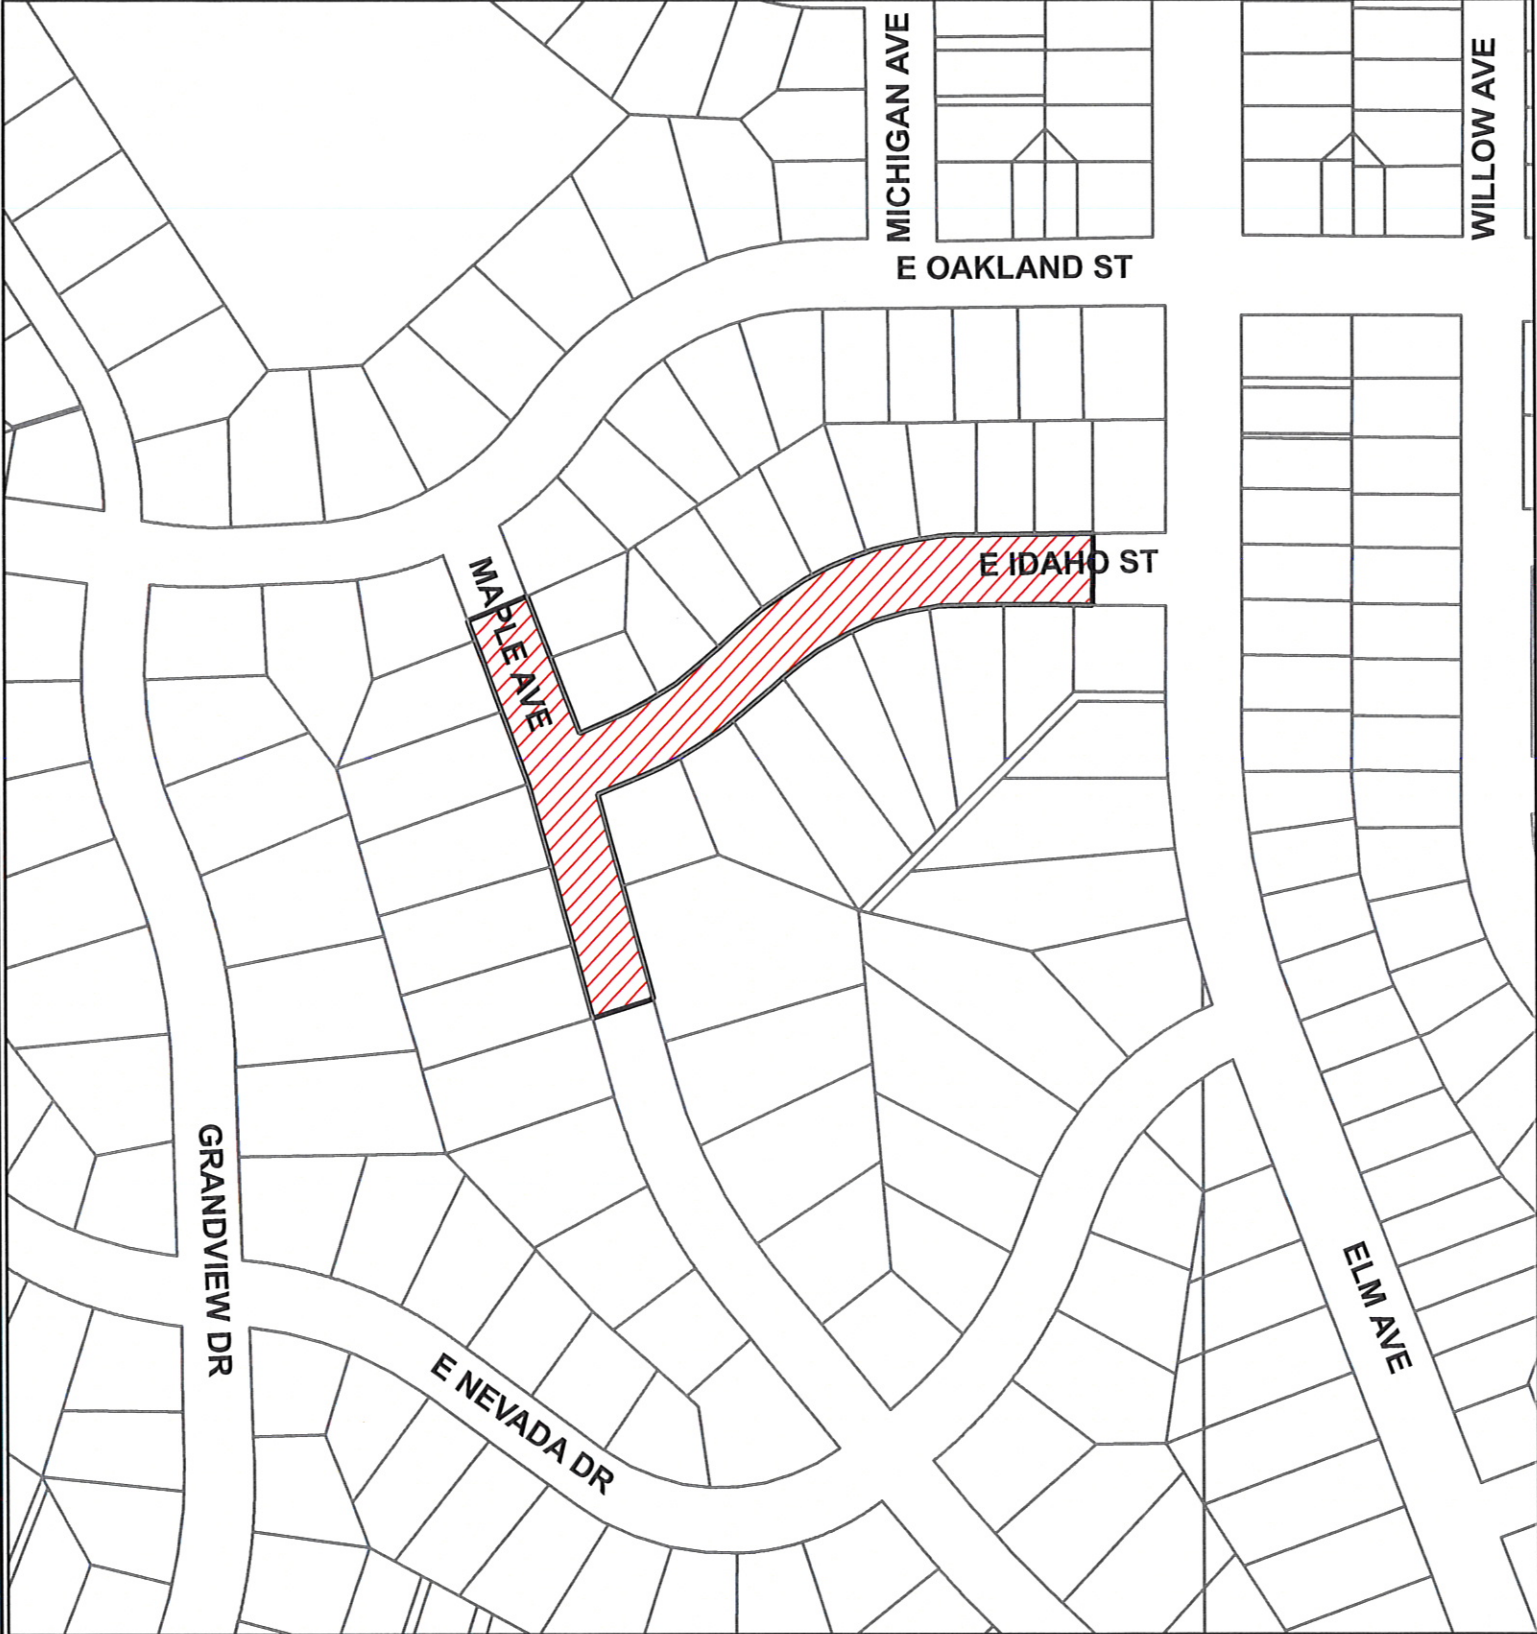 MICHIGAN AVE
WILLOW AVE
E OAKLAND ST
MAPLE AVE
E IDAHO ST
GRANDVIEW DR
ELM AVE
E NEVADA DR